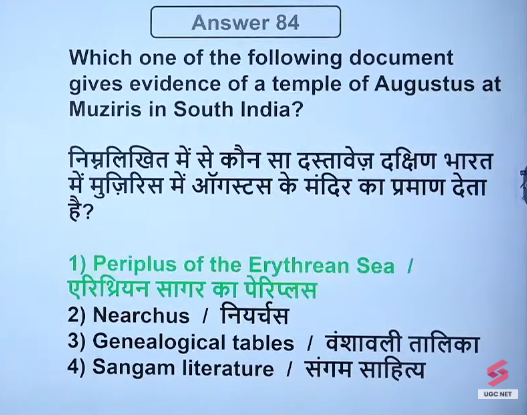 Answer 84
Which one of the following document
gives evidence of a temple of Augustus at
Muziris in South India?
निम्नलिखित में से कौन सा दस्तावेज़ दक्षिण भारत
में मुज़िरिस में ऑगस्टस के मंदिर का प्रमाण देता
है?
1) Periplus of the Erythrean Sea /
एरिथ्रियन सागर का पेरिप्लस
2) Nearchus / नियर्चस
3) Genealogical tables / वंशावली तालिका
4) Sangam literature / संगम साहित्य
UGC NET